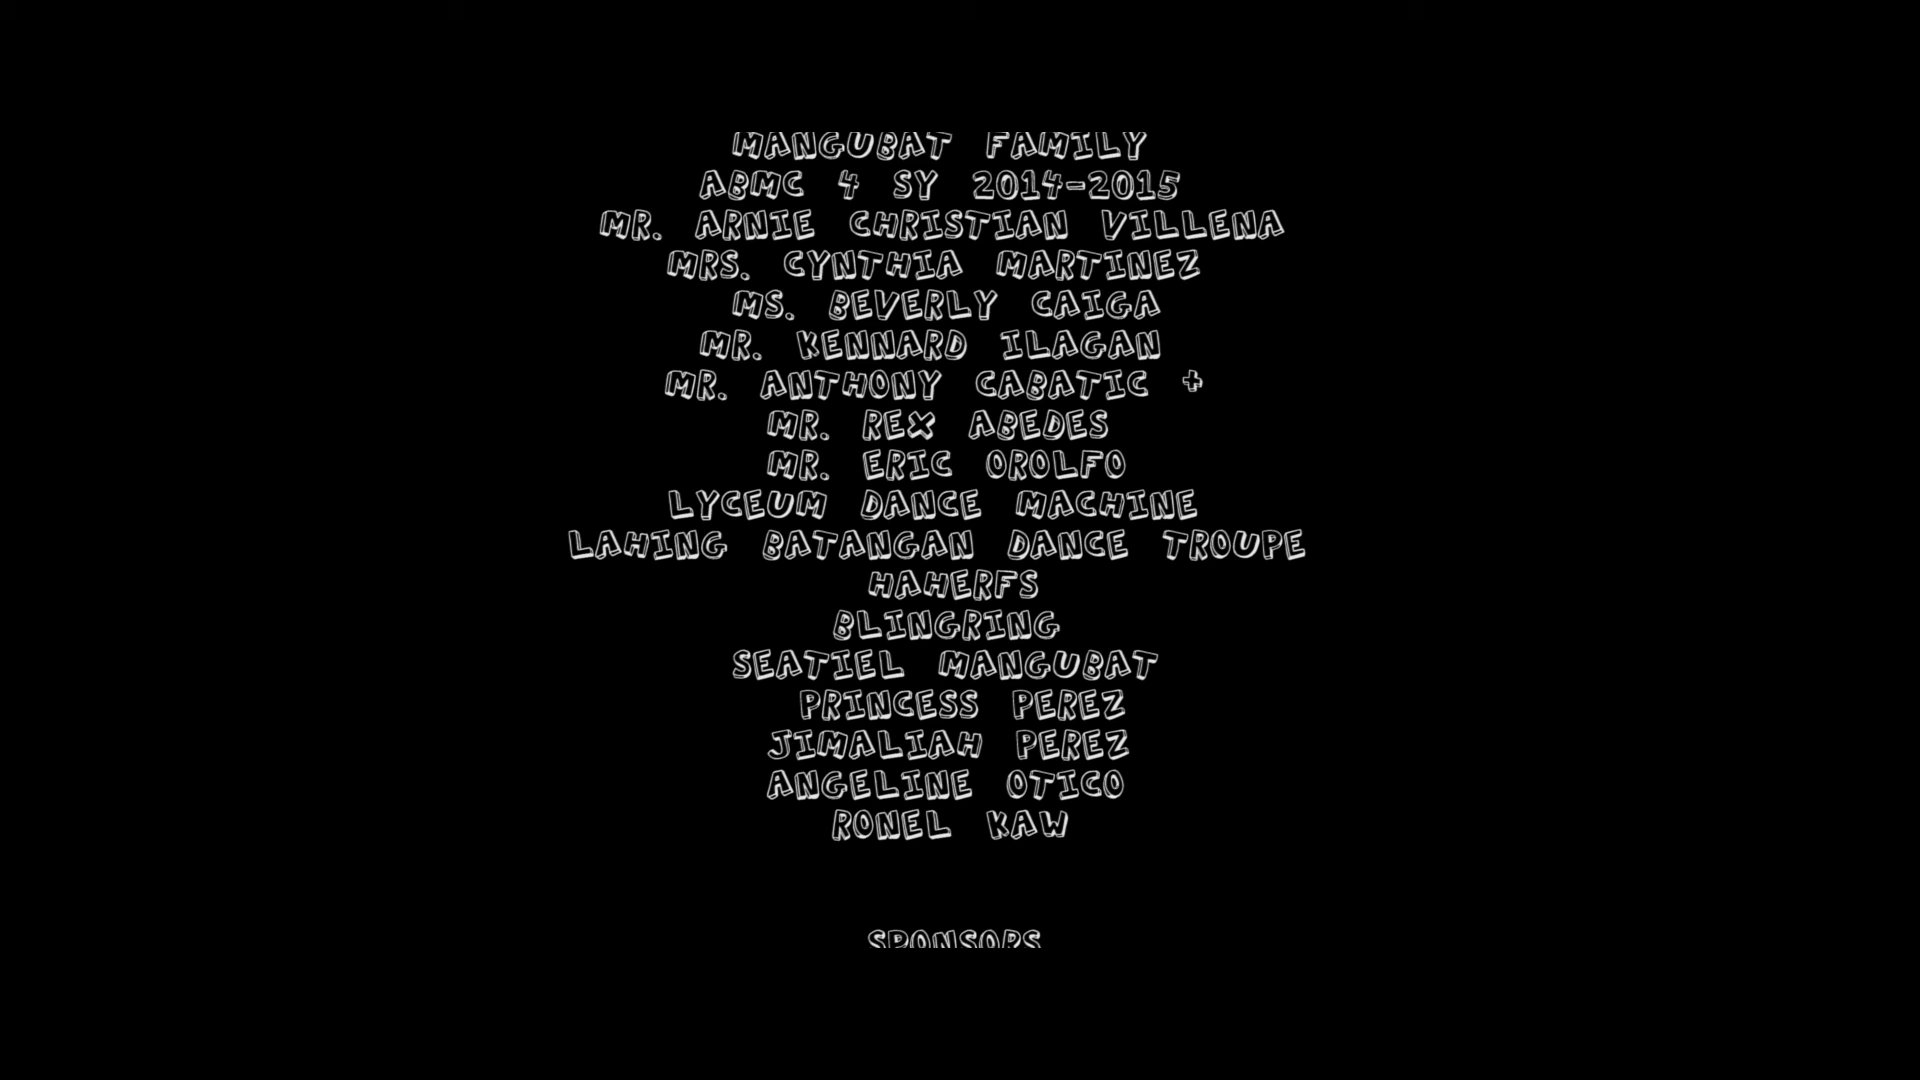 MANGUBAT FAMILY
ABMC 4 SY 2014-2015
MR. ARNIE CHRISTIAN VILLENA
MRS. CYNTHIA MARTINEZ
MS. BEVERLY CAIGA
MR. KENNARD ILAGAN
MR. ANTHONY CABATIC +
MR. REX ABEDES
MR. ERIC OROLFO
LYCEUM DANCE MACHINE
LAHING BATANGAN DANCE TROUPE
HAHERFS
BLINGRING
SEATIEL MANGUBAT
PRINCESS PEREZ
JIMALIAH PEREZ
ANGELINE OTICO
RONEL KAW
SPONSORS